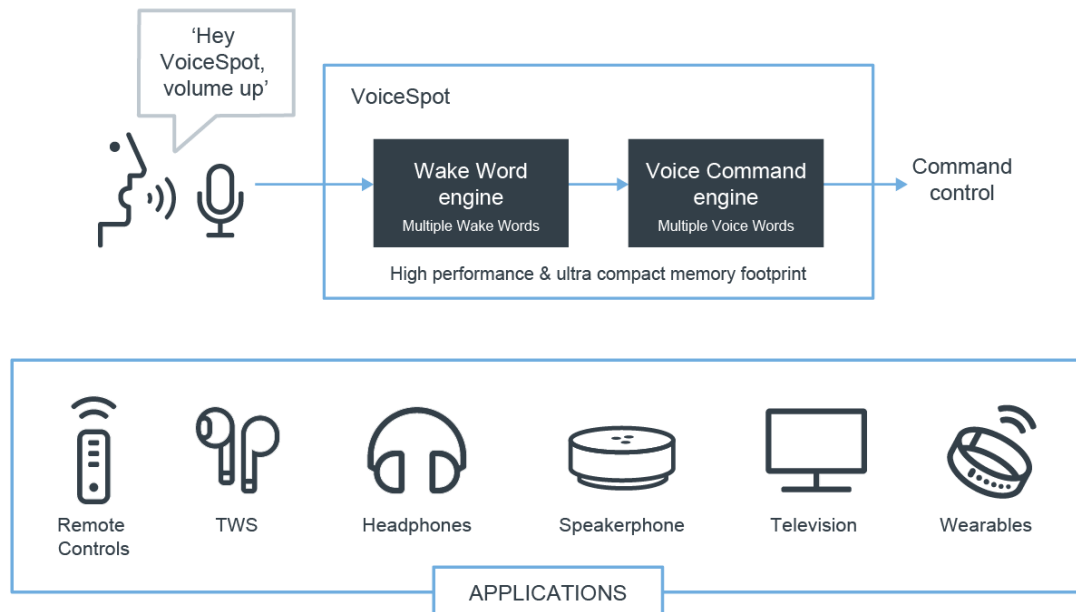 ‘Hey
VoiceSpot,
volume up’
VoiceSpot
Wake Word
engine
Multiple Wake Words
Voice Command
engine
Multiple Voice Words
Command
control
High performance & ultra compact memory footprint
Remote
Controls
TWS
Headphones
Speakerphone
Television
Wearables
APPLICATIONS